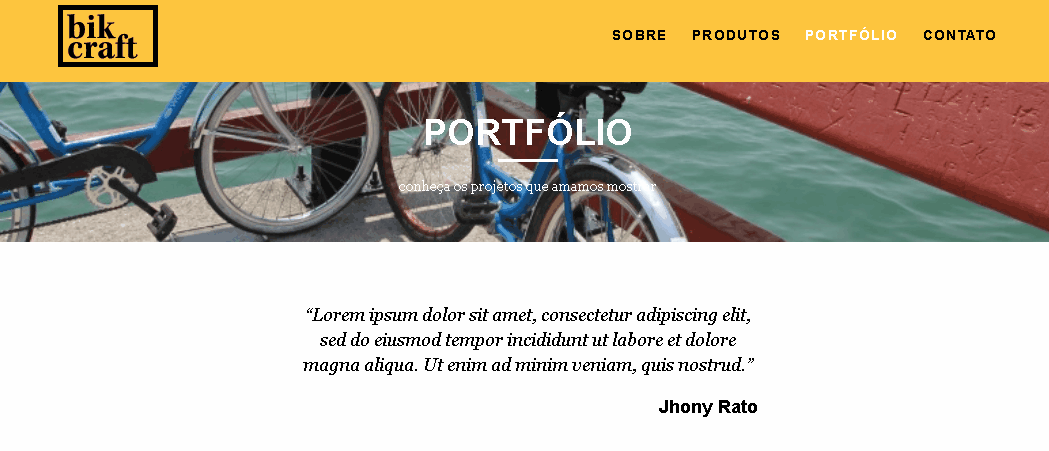 bik
craft
SOBRE PRODUTOS PORTFÓLIO CONTATO
PORTFÓLIO
conheça os projetos que amamos mostrar
“Lorem ipsum dolor sit amet, consectetur adipiscing elit,
sed do eiusmod tempor incididunt ut labore et dolore
magna aliqua. Ut enim ad minim veniam, quis nostrud.”
Jhony Rato